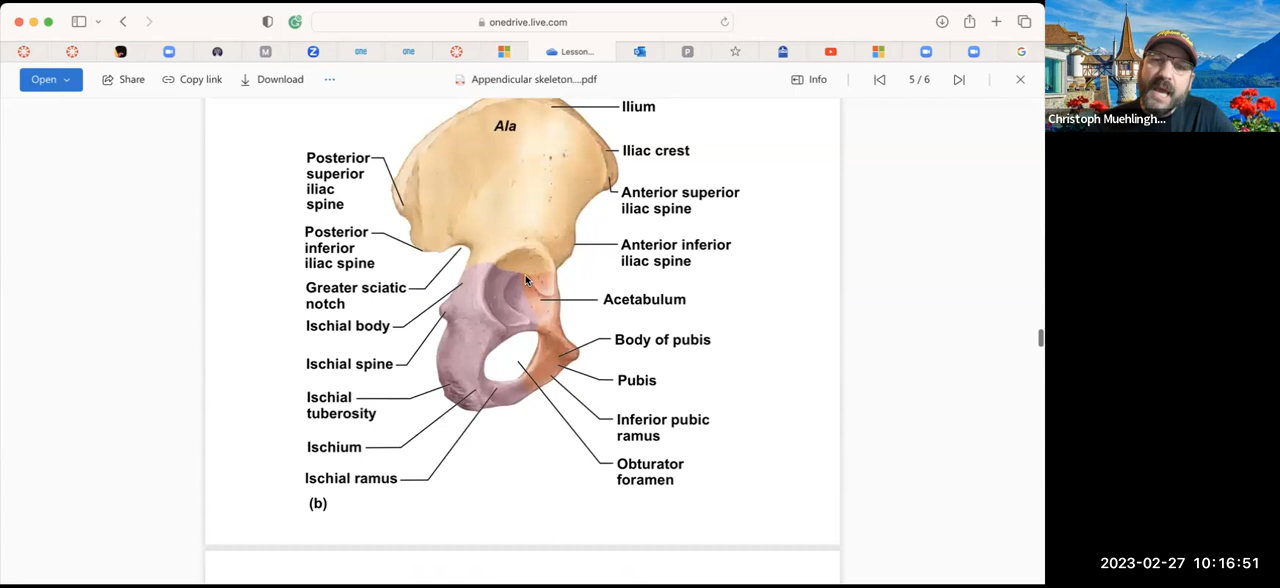 onedrive.live.com
M
Z
one
one
Lesson...
P
G
Open
Share
Copy link
Download
...
Appendicular skeleton....pdf
Info
5 / 6
Christoph Muehlingh...
Ilium
Ala
Iliac crest
Posterior
superior
iliac
spine
Anterior superior
iliac spine
Posterior
inferior
iliac spine
Anterior inferior
iliac spine
Greater sciatic
notch
Acetabulum
Ischial body
Body of pubis
Ischial spine
Pubis
Ischial
tuberosity
Inferior pubic
ramus
Ischium
Obturator
foramen
Ischial ramus
(b)
2023-02-27 10:16:51